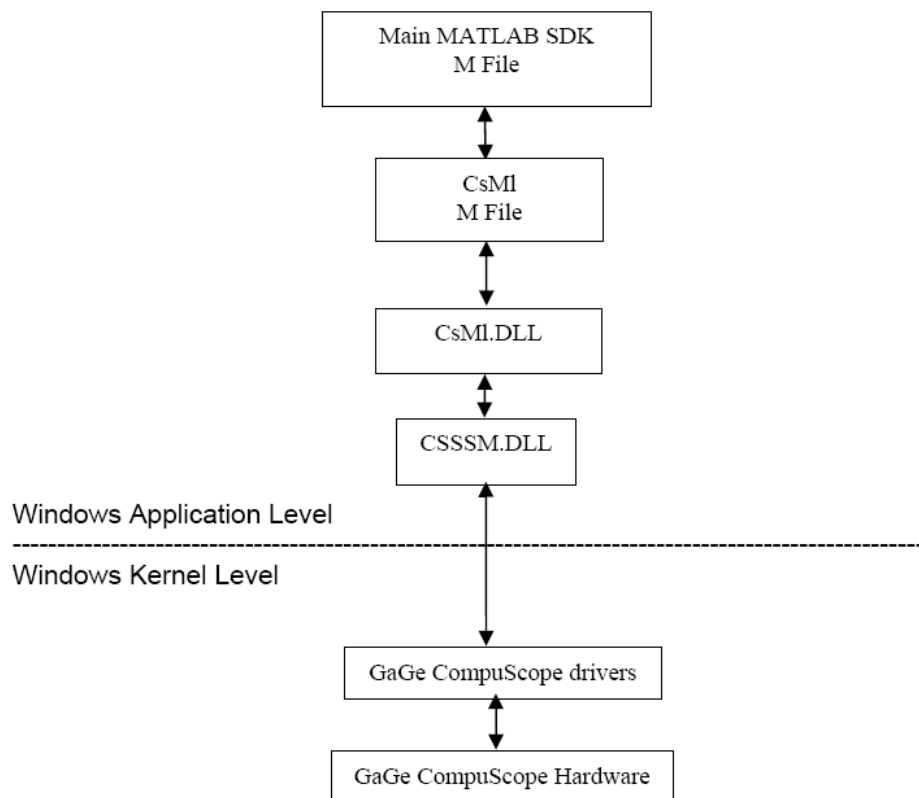 Main MATLAB SDK
M File
CsMl
M File
CsMl.DLL
CSSSM.DLL
Windows Application Level
Windows Kernel Level
GaGe CompuScope drivers
GaGe CompuScope Hardware